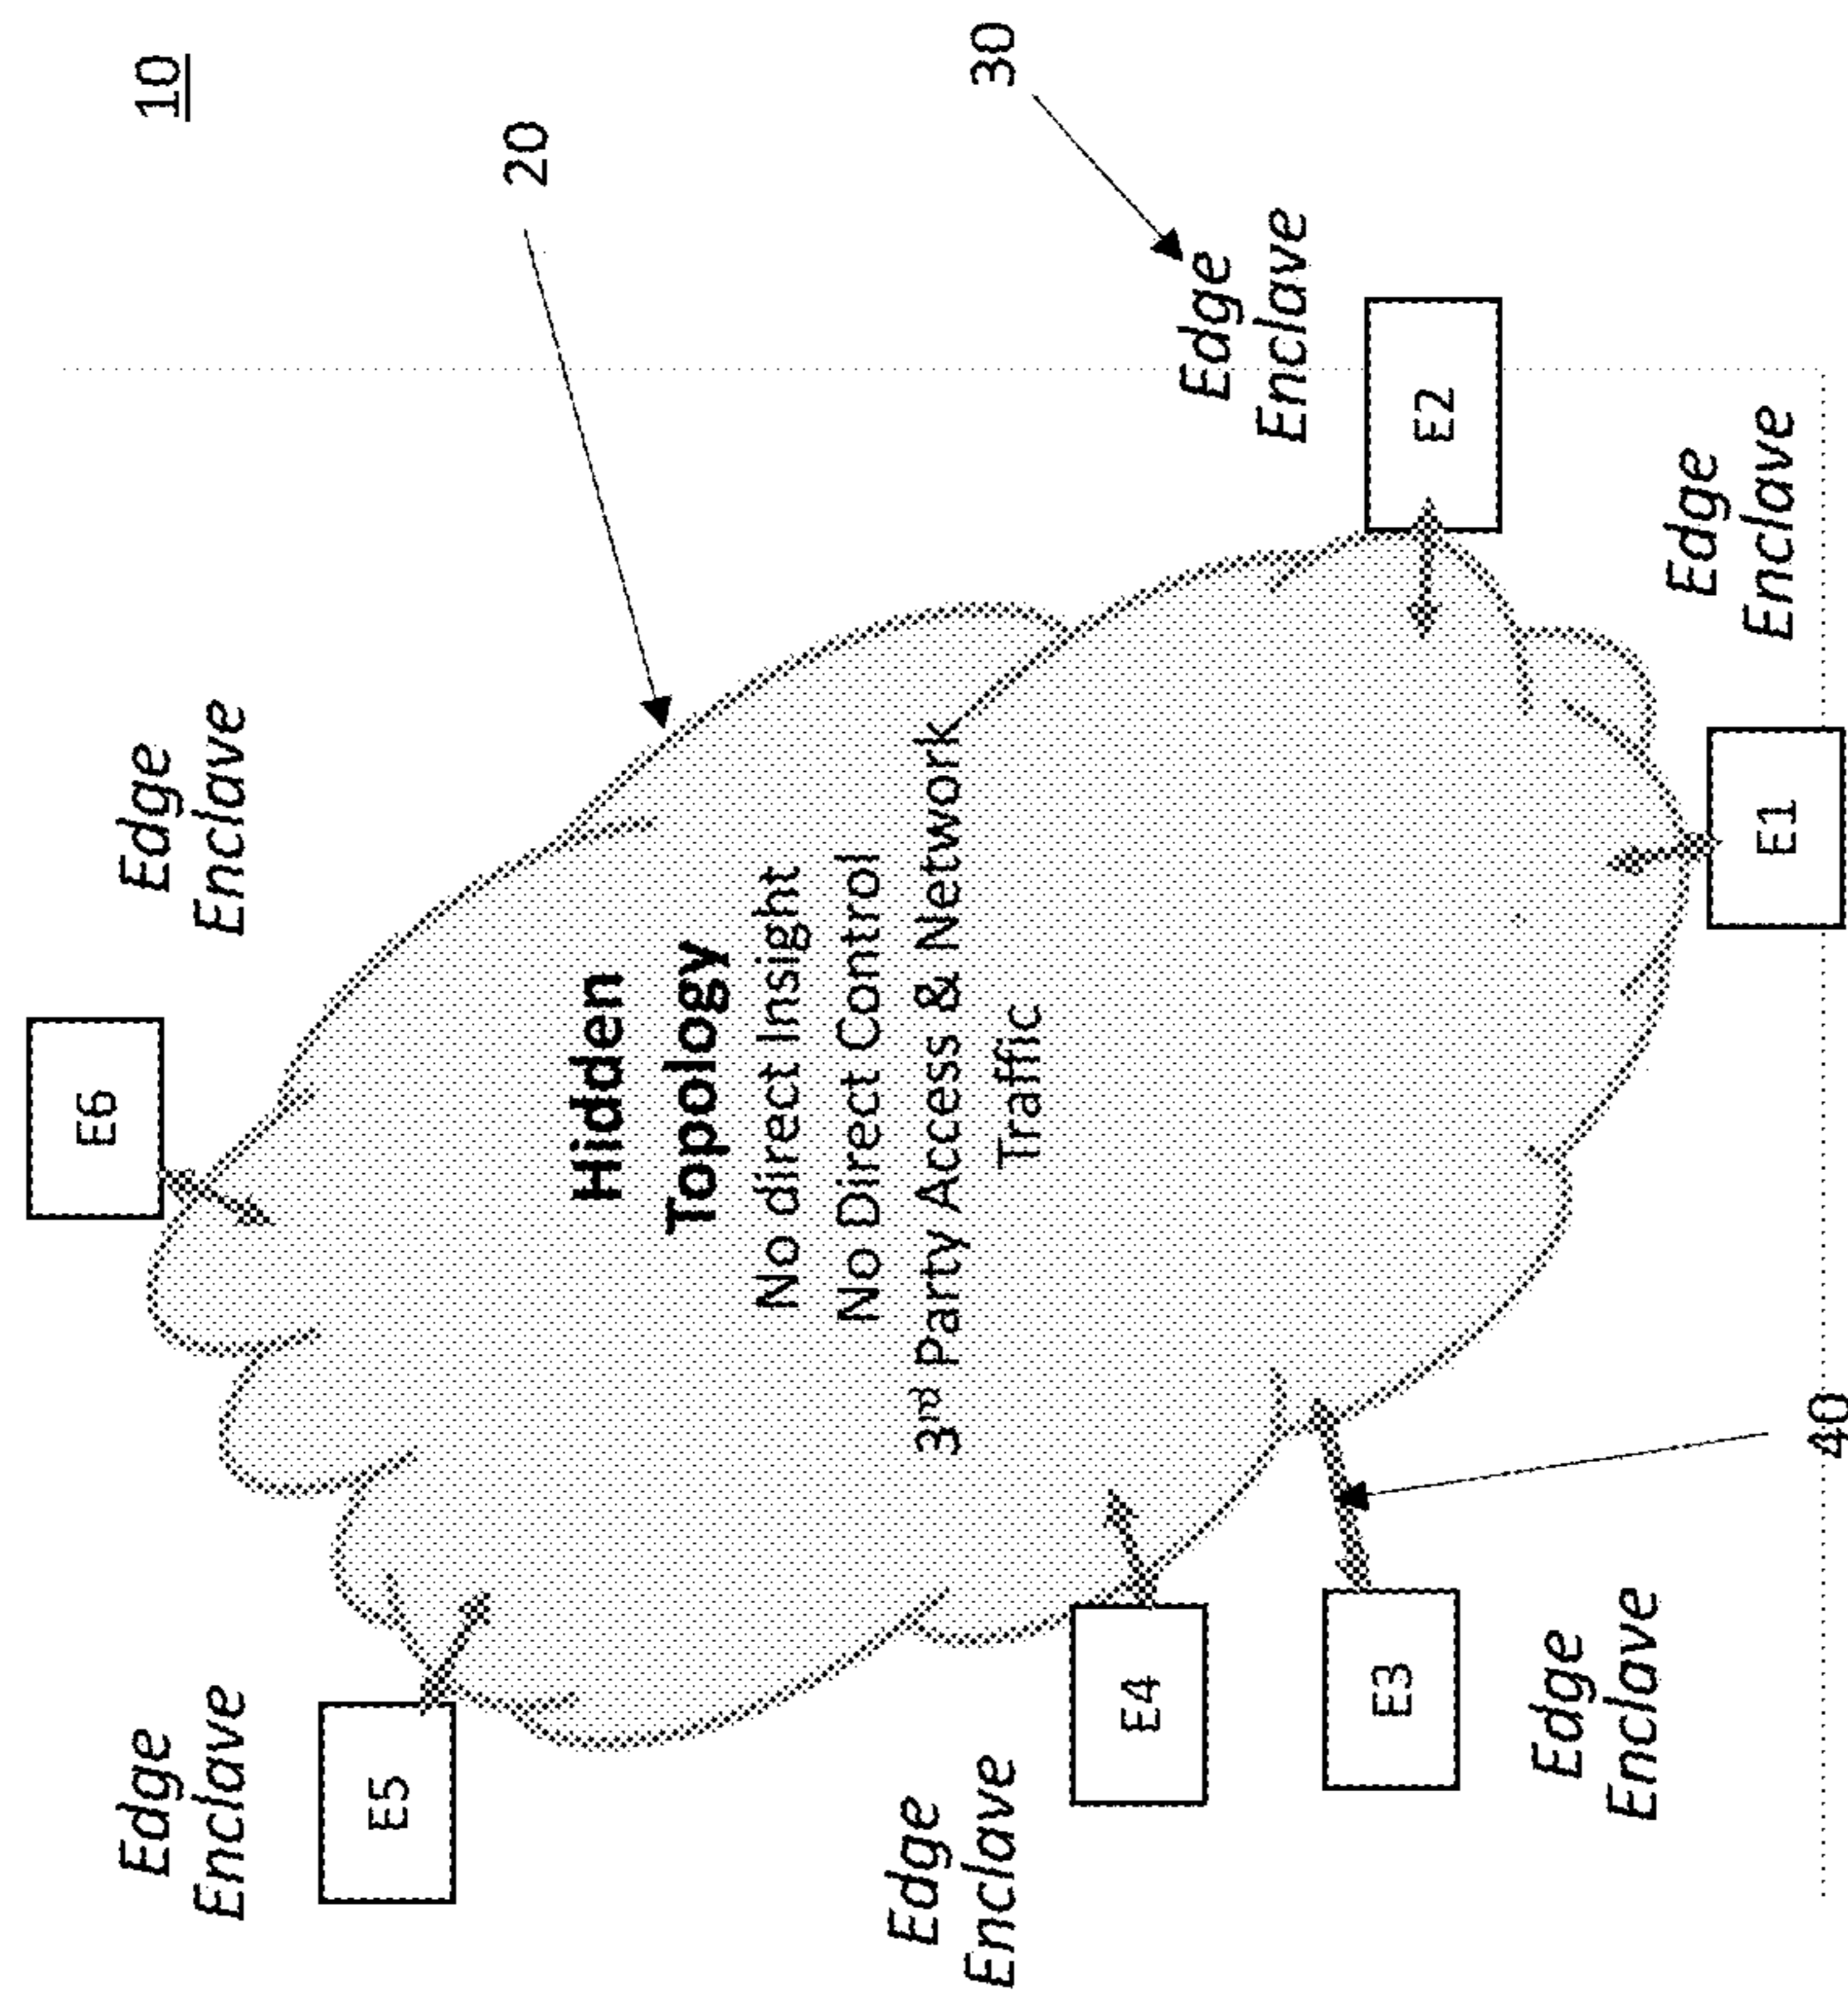 E6
Edge
Enclave
Edge
Enclave
10
E5
20
Hidden
Topology
No direct Insight
No Direct Control
3rd Party Access & Network
Traffic
Edge
Enclave
30
E4
Edge
Enclave
E3
E2
Edge
Enclave
Edge
Enclave
E1
40